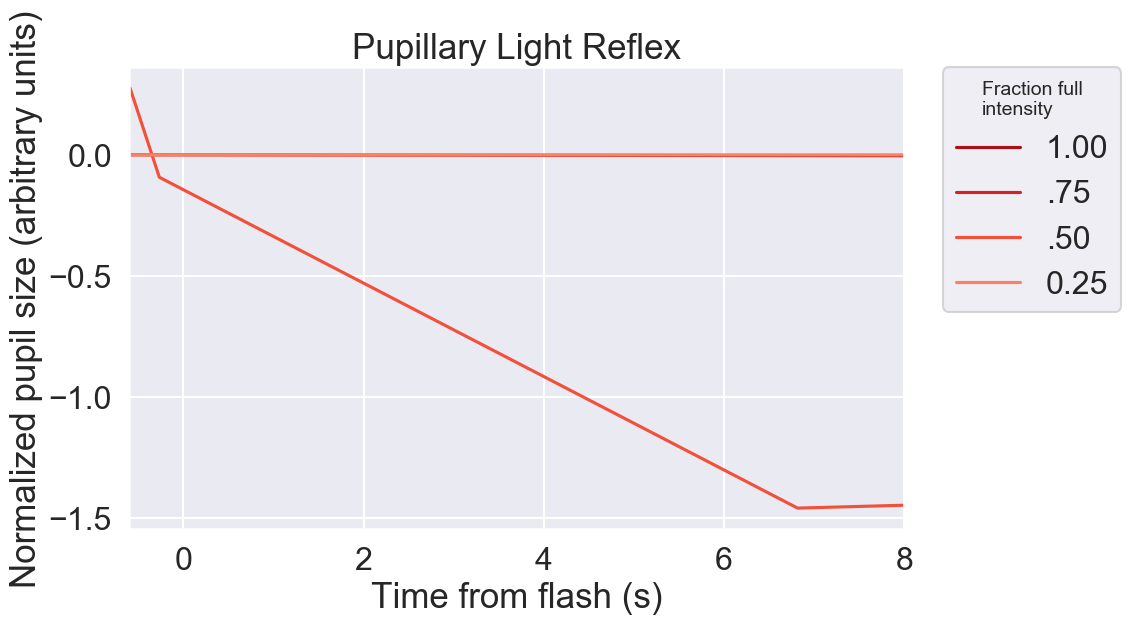 Pupillary Light Reflex
Normalized pupil size (arbitrary units)
0.0
−0.5
−1.0
−1.5
0 2 4 6 8
Time from flash (s)
Fraction full
intensity
1.00
.75
.50
0.25